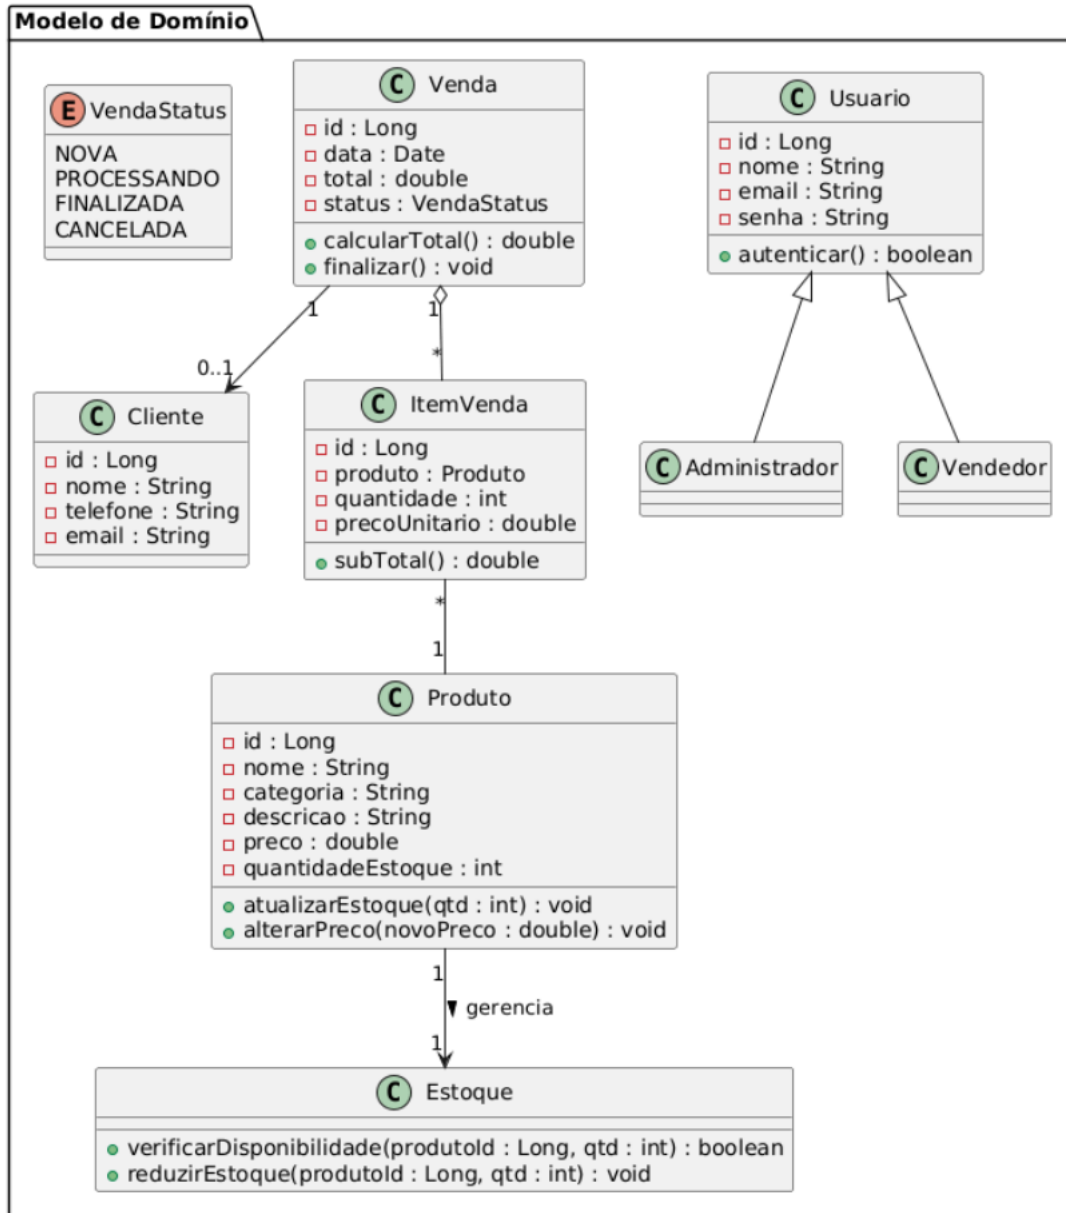 Modelo de Domínio
E VendaStatus
NOVA
PROCESSANDO
FINALIZADA
CANCELADA
C Venda
id : Long
data : Date
total : double
status : VendaStatus
calcularTotal() : double
finalizar() : void
C Usuario
id : Long
nome : String
email : String
senha : String
autenticar() : boolean
1
0..1
1
*
C Cliente
id : Long
nome : String
telefone : String
email : String
C ItemVenda
id : Long
produto : Produto
quantidade : int
precoUnitario : double
subTotal() : double
C Administrador
C Vendedor
*
1
C Produto
id : Long
nome : String
categoria : String
descricao : String
preco : double
quantidadeEstoque : int
atualizarEstoque(qtd : int) : void
alterarPreco(novoPreco : double) : void
1
gerencia
1
C Estoque
verificarDisponibilidade(produtoId : Long, qtd : int) : boolean
reduzirEstoque(produtoId : Long, qtd : int) : void